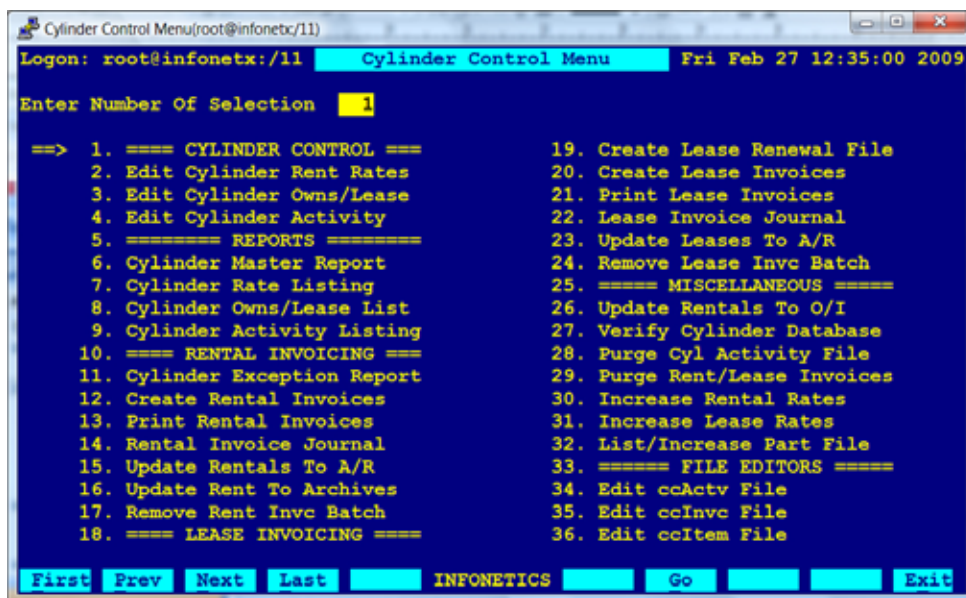 Cylinder Control Menu(root@infonetx:/11)
Logon: root@infonetx:/11 Cylinder Control Menu Fri Feb 27 12:35:00 2009
Enter Number Of Selection 1
==> 1. ==== CYLINDER CONTROL ===
2. Edit Cylinder Rent Rates
3. Edit Cylinder Owns/Lease
4. Edit Cylinder Activity
5. ======== REPORTS ========
6. Cylinder Master Report
7. Cylinder Rate Listing
8. Cylinder Owns/Lease List
9. Cylinder Activity Listing
10. ==== RENTAL INVOICING ===
11. Cylinder Exception Report
12. Create Rental Invoices
13. Print Rental Invoices
14. Rental Invoice Journal
15. Update Rentals To A/R
16. Update Rent To Archives
17. Remove Rent Invc Batch
18. ==== LEASE INVOICING ====
19. Create Lease Renewal File
20. Create Lease Invoices
21. Print Lease Invoices
22. Lease Invoice Journal
23. Update Leases To A/R
24. Remove Lease Invc Batch
25. ===== MISCELLANEOUS =====
26. Update Rentals To O/I
27. Verify Cylinder Database
28. Purge Cyl Activity File
29. Purge Rent/Lease Invoices
30. Increase Rental Rates
31. Increase Lease Rates
32. List/Increase Part File
33. ====== FILE EDITORS =====
34. Edit ccActv File
35. Edit ccInvc File
36. Edit ccItem File
First Prev Next Last INFONETICS Go Exit